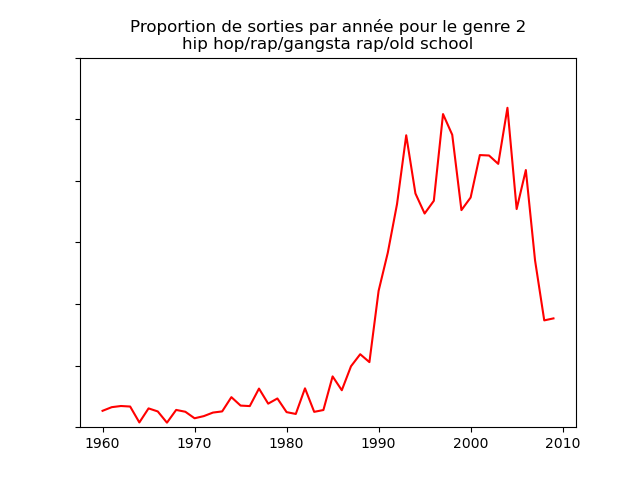 Proportion de sorties par année pour le genre 2
hip hop/rap/gangsta rap/old school
1960 1970 1980 1990 2000 2010